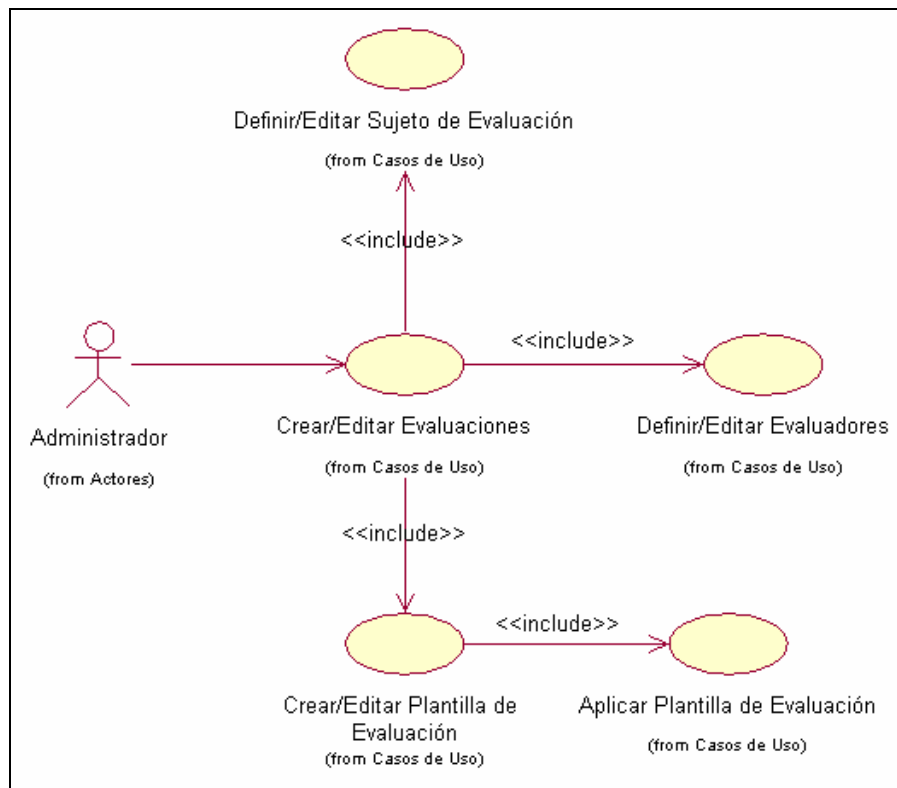 Definir/Editar Sujeto de Evaluación
(from Casos de Uso)
<<include>>
<<include>>
Administrador
(from Actores)
Crear/Editar Evaluaciones
(from Casos de Uso)
Definir/Editar Evaluadores
(from Casos de Uso)
<<include>>
<<include>>
Crear/Editar Plantilla de
Evaluación
(from Casos de Uso)
Aplicar Plantilla de Evaluación
(from Casos de Uso)